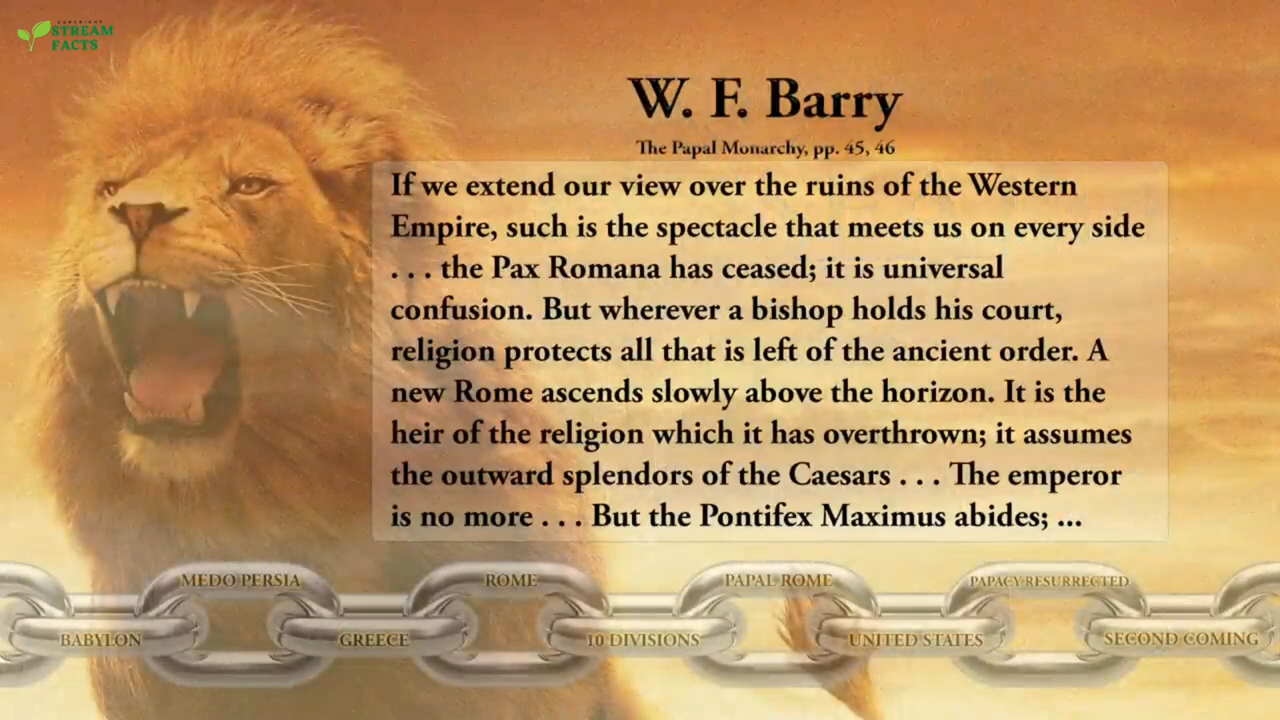 COPYRIGHT
STREAM
FACTS
W. F. Barry
The Papal Monarchy, pp. 45, 46
If we extend our view over the ruins of the Western
Empire, such is the spectacle that meets us on every side
. . . the Pax Romana has ceased; it is universal
confusion. But wherever a bishop holds his court,
religion protects all that is left of the ancient order. A
new Rome ascends slowly above the horizon. It is the
heir of the religion which it has overthrown; it assumes
the outward splendors of the Caesars . . . The emperor
is no more . . . But the Pontifex Maximus abides; ...
MEDO PERSIA
ROME
PAPAL ROME
PAPACY RESURRECTED
BABYLON
GREECE
10 DIVISIONS
UNITED STATES
SECOND COMING